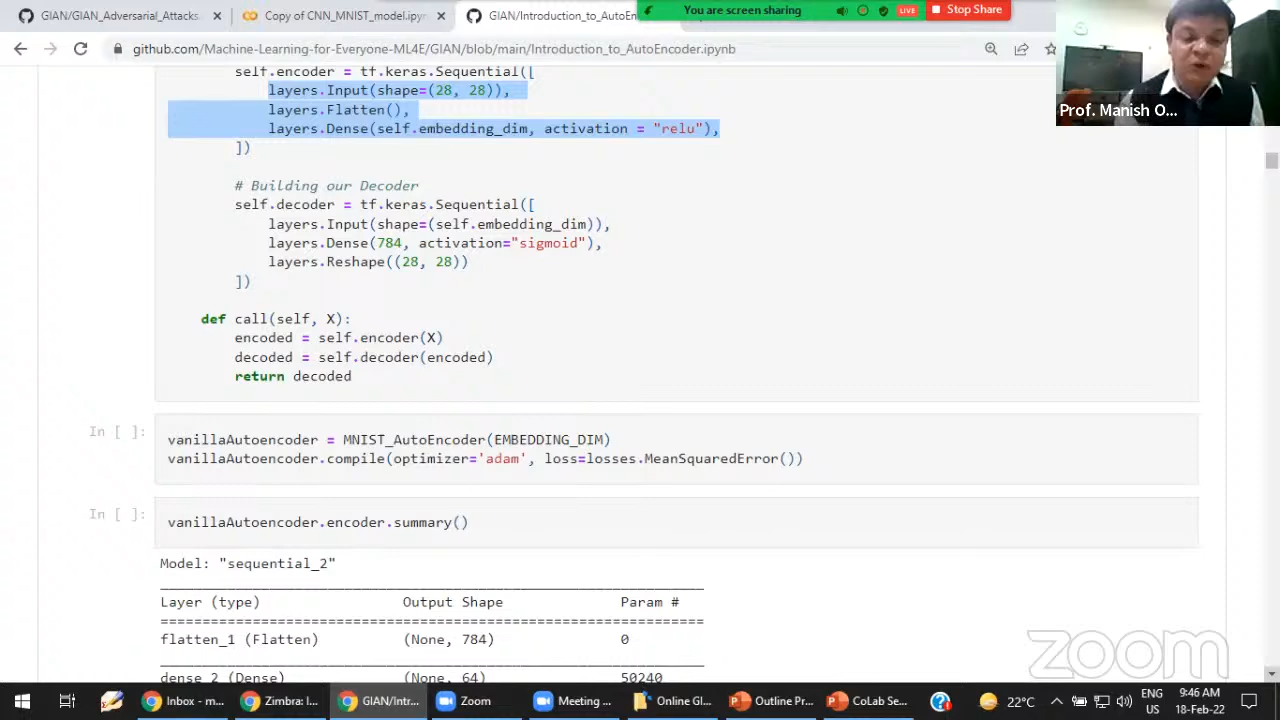 GIAN/GIAN_Adversarial_Attacks
Copy of CNN_MNIST_model.ipyn
GIAN/Introduction_to_AutoEn
You are screen sharing
LIVE
Stop Share
github.com/Machine-Learning-for-Everyone-ML4E/GIAN/blob/main/Introduction_to_AutoEncoder.ipynb
Prof. Manish O...
self.encoder = tf.keras.Sequential([
layers.Input(shape=(28, 28)),
layers.Flatten(),
layers.Dense(self.embedding_dim, activation = "relu"),
])
# Building our Decoder
self.decoder = tf.keras.Sequential([
layers.Input(shape=(self.embedding_dim)),
layers.Dense(784, activation="sigmoid"),
layers.Reshape((28, 28))
])
def call(self, X):
encoded = self.encoder(X)
decoded = self.decoder(encoded)
return decoded
In [ ]:
vanillaAutoencoder = MNIST_AutoEncoder(EMBEDDING_DIM)
vanillaAutoencoder.compile(optimizer='adam', loss=losses.MeanSquaredError())
In [ ]:
vanillaAutoencoder.encoder.summary()
Model: "sequential_2"
Layer (type) Output Shape Param #
flatten_1 (Flatten) (None, 784) 0
dense_2 (Dense) (None, 64) 50240
zoom
Inbox - m...
Zimbra: I...
GIAN/Intr...
Zoom
Meeting ...
Online Gl...
Outline Pr...
CoLab Se...
22°C
ENG
US
9:46 AM
18-Feb-22